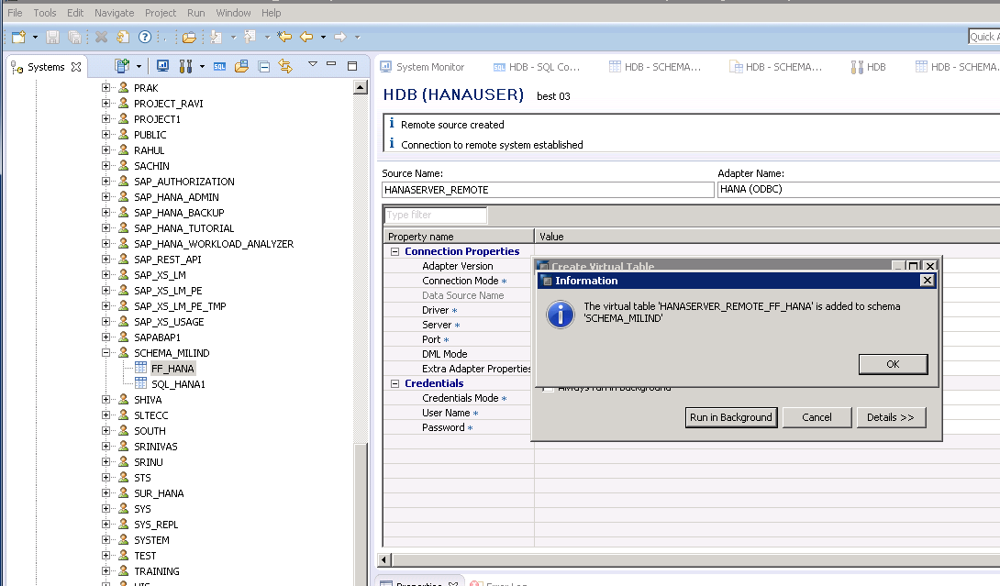 File Tools Edit Navigate Project Run Window Help
Quick A
Systems
System Monitor HDB - SQL Co... HDB - SCHEMA... HDB - SCHEMA... HDB HDB - SCHEMA
PRAK
PROJECT_RAVI
PROJECT1
PUBLIC
RAHUL
SACHIN
SAP_AUTHORIZATION
SAP_HANA_ADMIN
SAP_HANA_BACKUP
SAP_HANA_TUTORIAL
SAP_HANA_WORKLOAD_ANALYZER
SAP_REST_API
SAP_XS_LM
SAP_XS_LM_PE
SAP_XS_LM_PE_TMP
SAP_XS_USAGE
SAPABAP1
SCHEMA_MILIND
FF_HANA
SQL_HANA1
SHIVA
SLTECC
SOUTH
SRINIVAS
SRINU
STS
SUR_HANA
SYS
SYS_REPL
SYSTEM
TEST
TRAINING
HDB (HANAUSER) best 03
Remote source created
Connection to remote system established
Source Name: Adapter Name:
HANASERVER_REMOTE HANA (ODBC)
Type filter
Property name Value
Connection Properties
Adapter Version
Connection Mode *
Data Source Name
Driver *
Server *
Port *
DML Mode
Extra Adapter Properties
Credentials
Credentials Mode *
User Name *
Password *
Create Virtual Table
Information
The virtual table 'HANASERVER_REMOTE_FF_HANA' is added to schema
'SCHEMA_MILIND'
OK
Always run in background
Run in Background Cancel Details >>
Properties Error Log